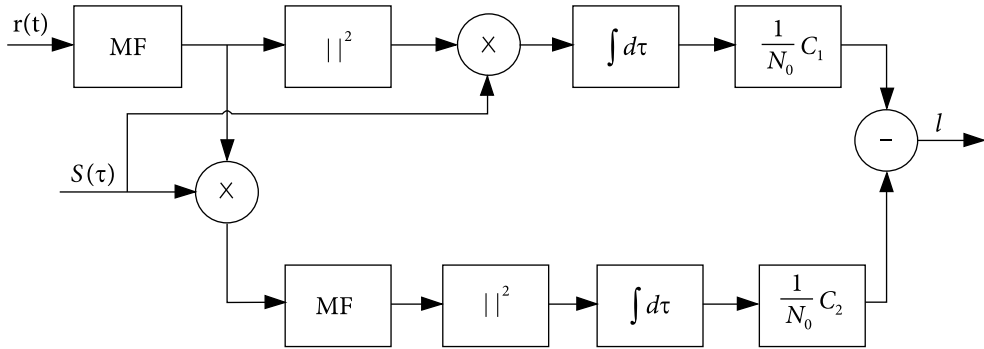 r(t)
MF
| |²
×
∫ dτ
1/N₀ C₁
S(τ)
×
−
l
MF
| |²
∫ dτ
1/N₀ C₂